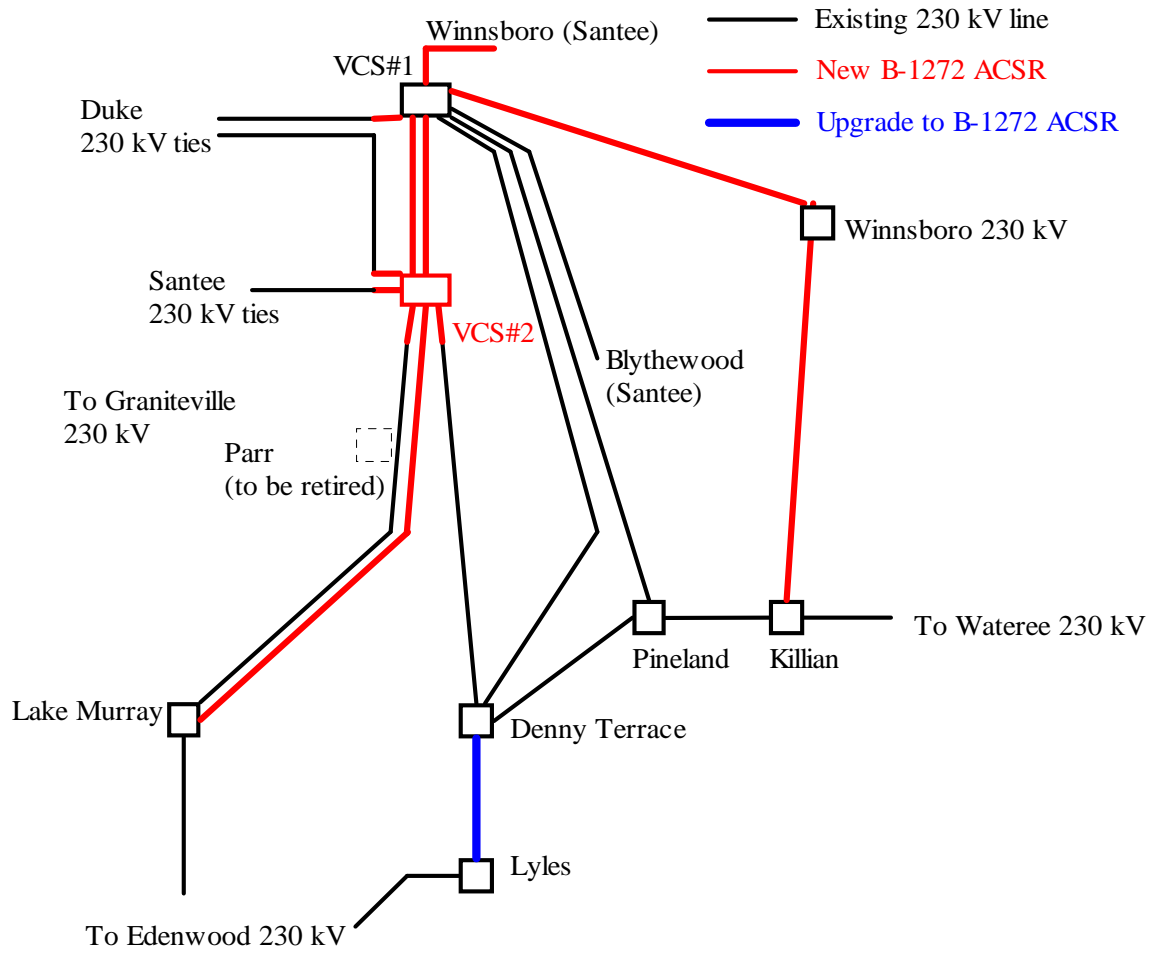 Winnsboro (Santee)
Existing 230 kV line
VCS#1
New B-1272 ACSR
Duke
230 kV ties
Upgrade to B-1272 ACSR
Winnsboro 230 kV
Santee
230 kV ties
VCS#2
Blythewood
(Santee)
To Graniteville
230 kV
Parr
(to be retired)
To Wateree 230 kV
Pineland
Killian
Lake Murray
Denny Terrace
Lyles
To Edenwood 230 kV